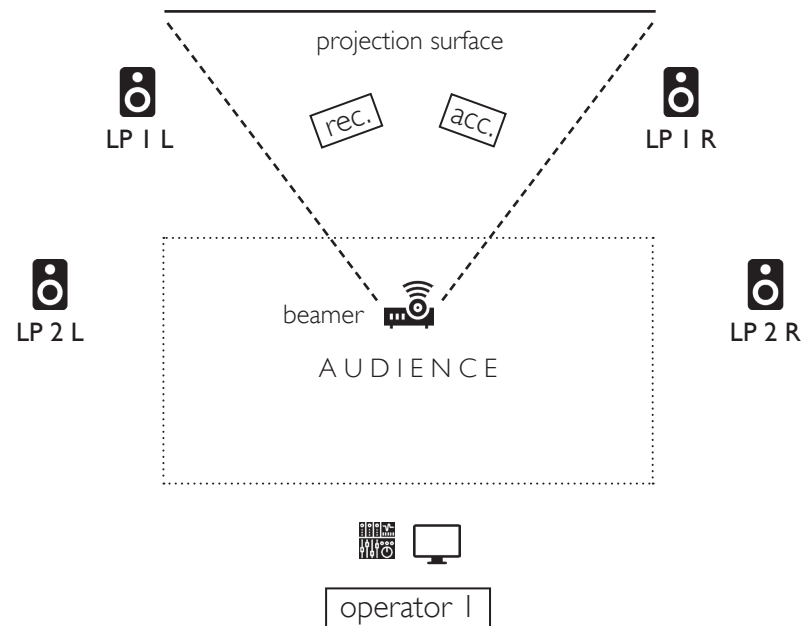 projection surface
rec.
acc.
LP 1 L
LP 1 R
LP 2 L
beamer
LP 2 R
AUDIENCE
operator 1